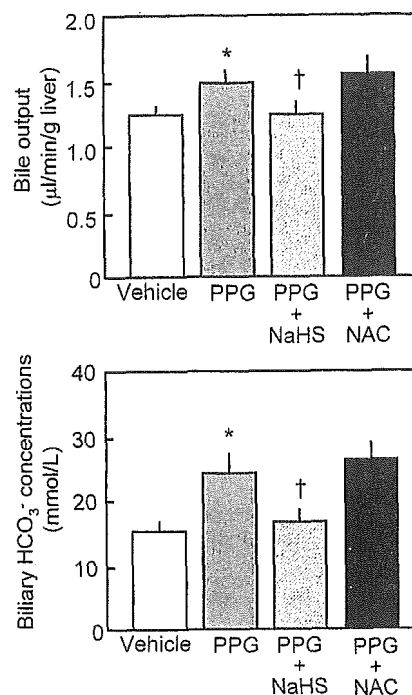 Bile output
(µl/min/g liver)
2.0
1.5
1.0
0.5
0
*
†
Vehicle PPG PPG PPG
+ +
NaHS NAC
Biliary HCO3- concentrations
(mmol/L)
40
30
20
10
0
*
†
Vehicle PPG PPG PPG
+ +
NaHS NAC